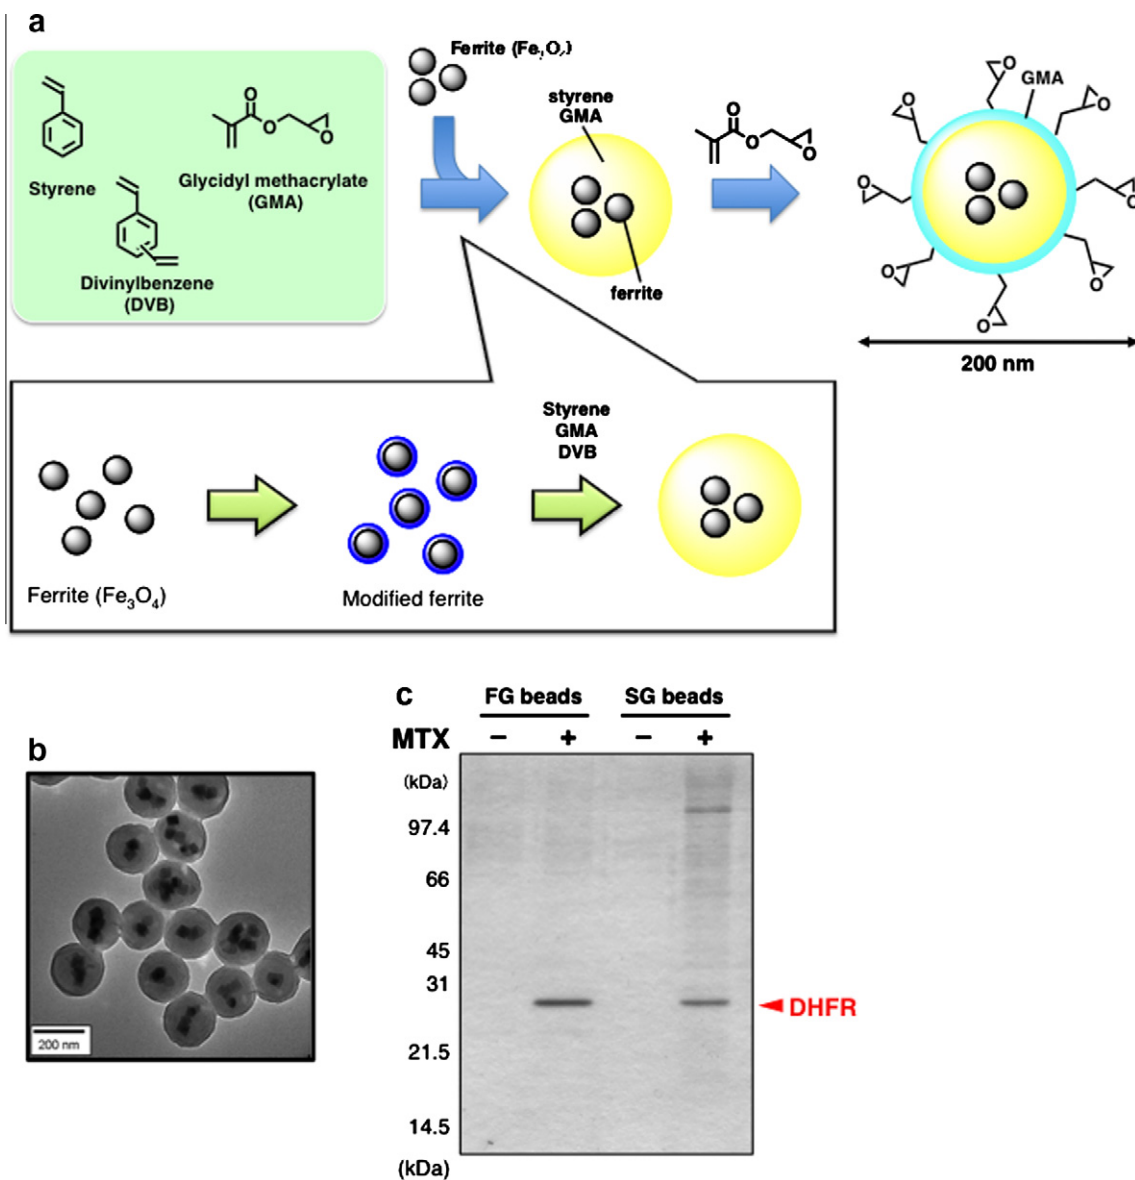 a
Ferrite (Fe3O4)
styrene
GMA
GMA
O
O
O
O
O
O
O
O
O
O
O
O
O
O
Styrene
Glycidyl methacrylate
(GMA)
Divinylbenzene
(DVB)
ferrite
200 nm
Styrene
GMA
DVB
Ferrite (Fe₃O₄)
Modified ferrite
b
200 nm
c
FG beads SG beads
MTX − + − +
(kDa)
97.4
66
45
31
DHFR
21.5
14.5
(kDa)